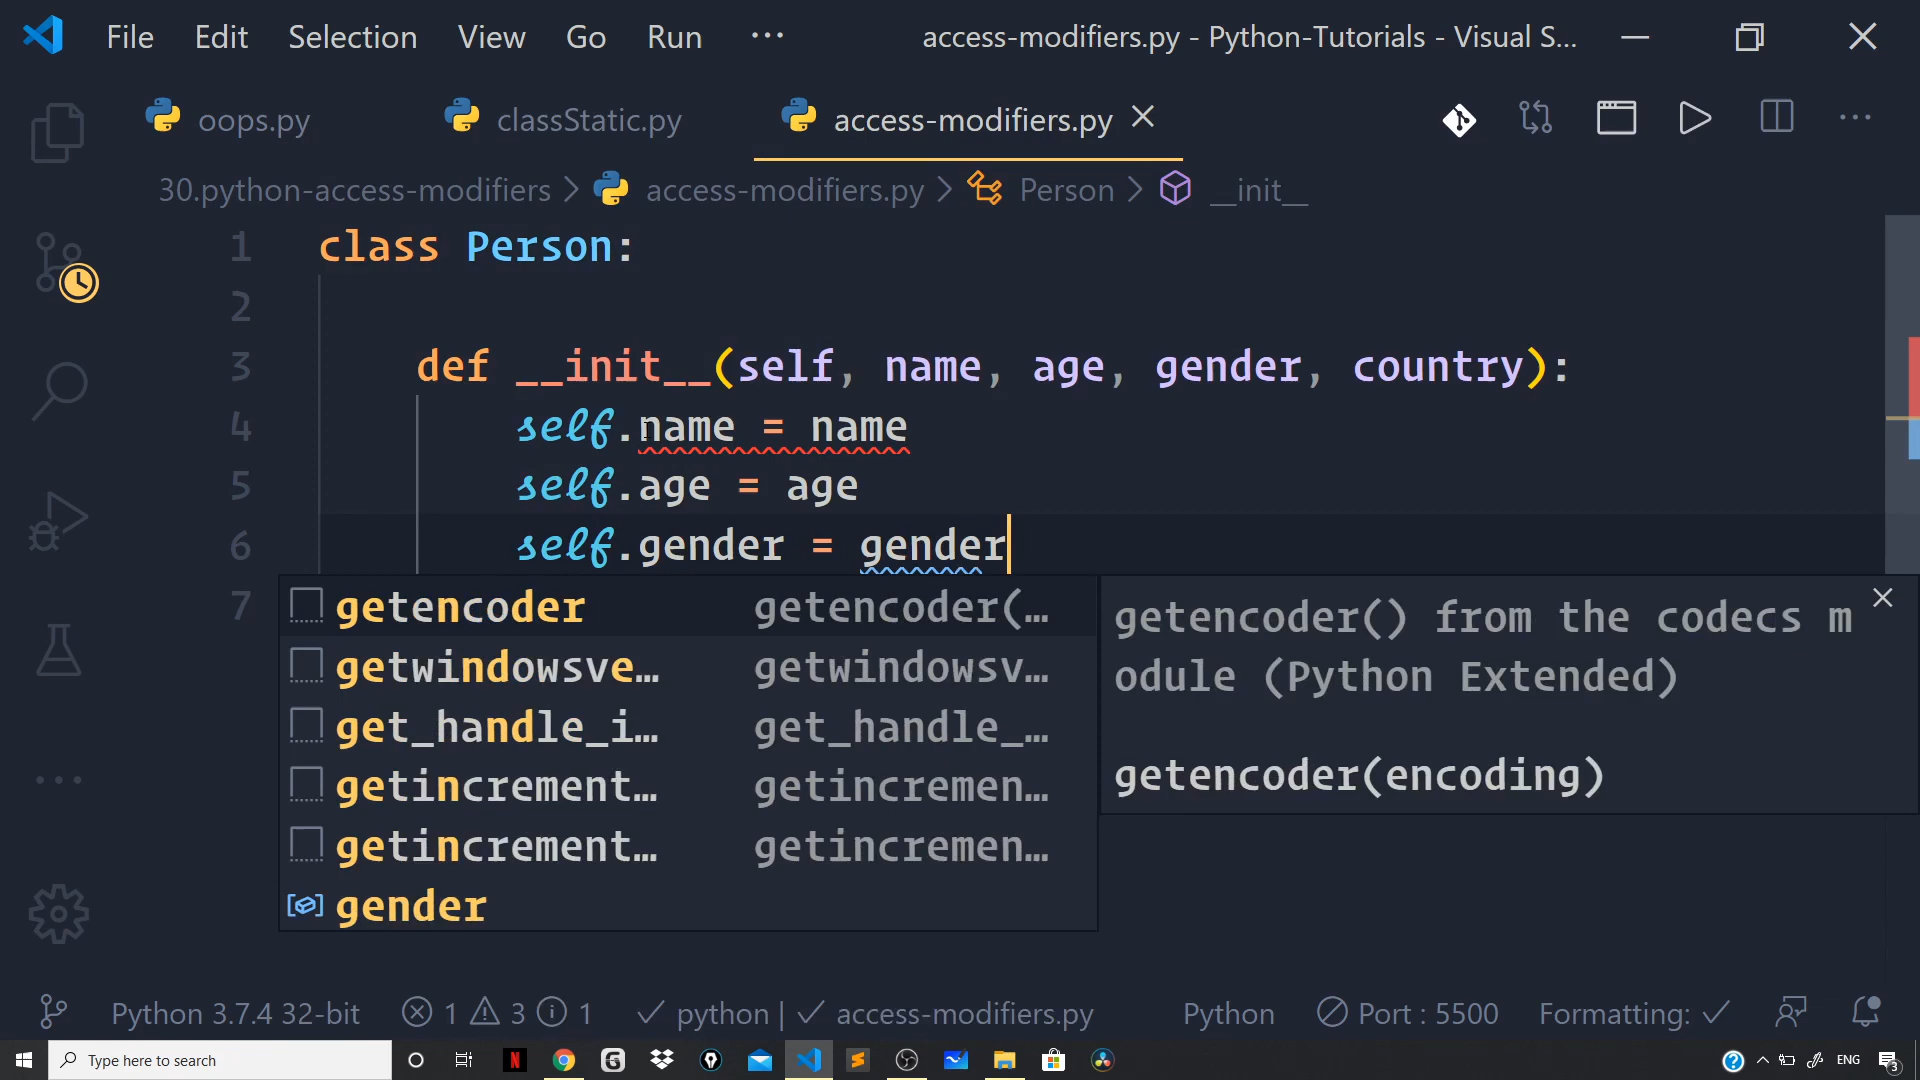 File Edit Selection View Go Run ··· access-modifiers.py - Python-Tutorials - Visual S...
oops.py classStatic.py access-modifiers.py
30.python-access-modifiers > access-modifiers.py > Person > __init__
1 class Person:
2
3 def __init__(self, name, age, gender, country):
4 self.name = name
5 self.age = age
6 self.gender = gender
7
getencoder getencoder(…
getwindowsve… getwindowsv…
get_handle_i… get_handle_…
getincrement… getincremen…
getincrement… getincremen…
gender
getencoder() from the codecs m
odule (Python Extended)
getencoder(encoding)
Python 3.7.4 32-bit 1 3 1 python | access-modifiers.py Python Port : 5500 Formatting:
Type here to search N G ENG 3